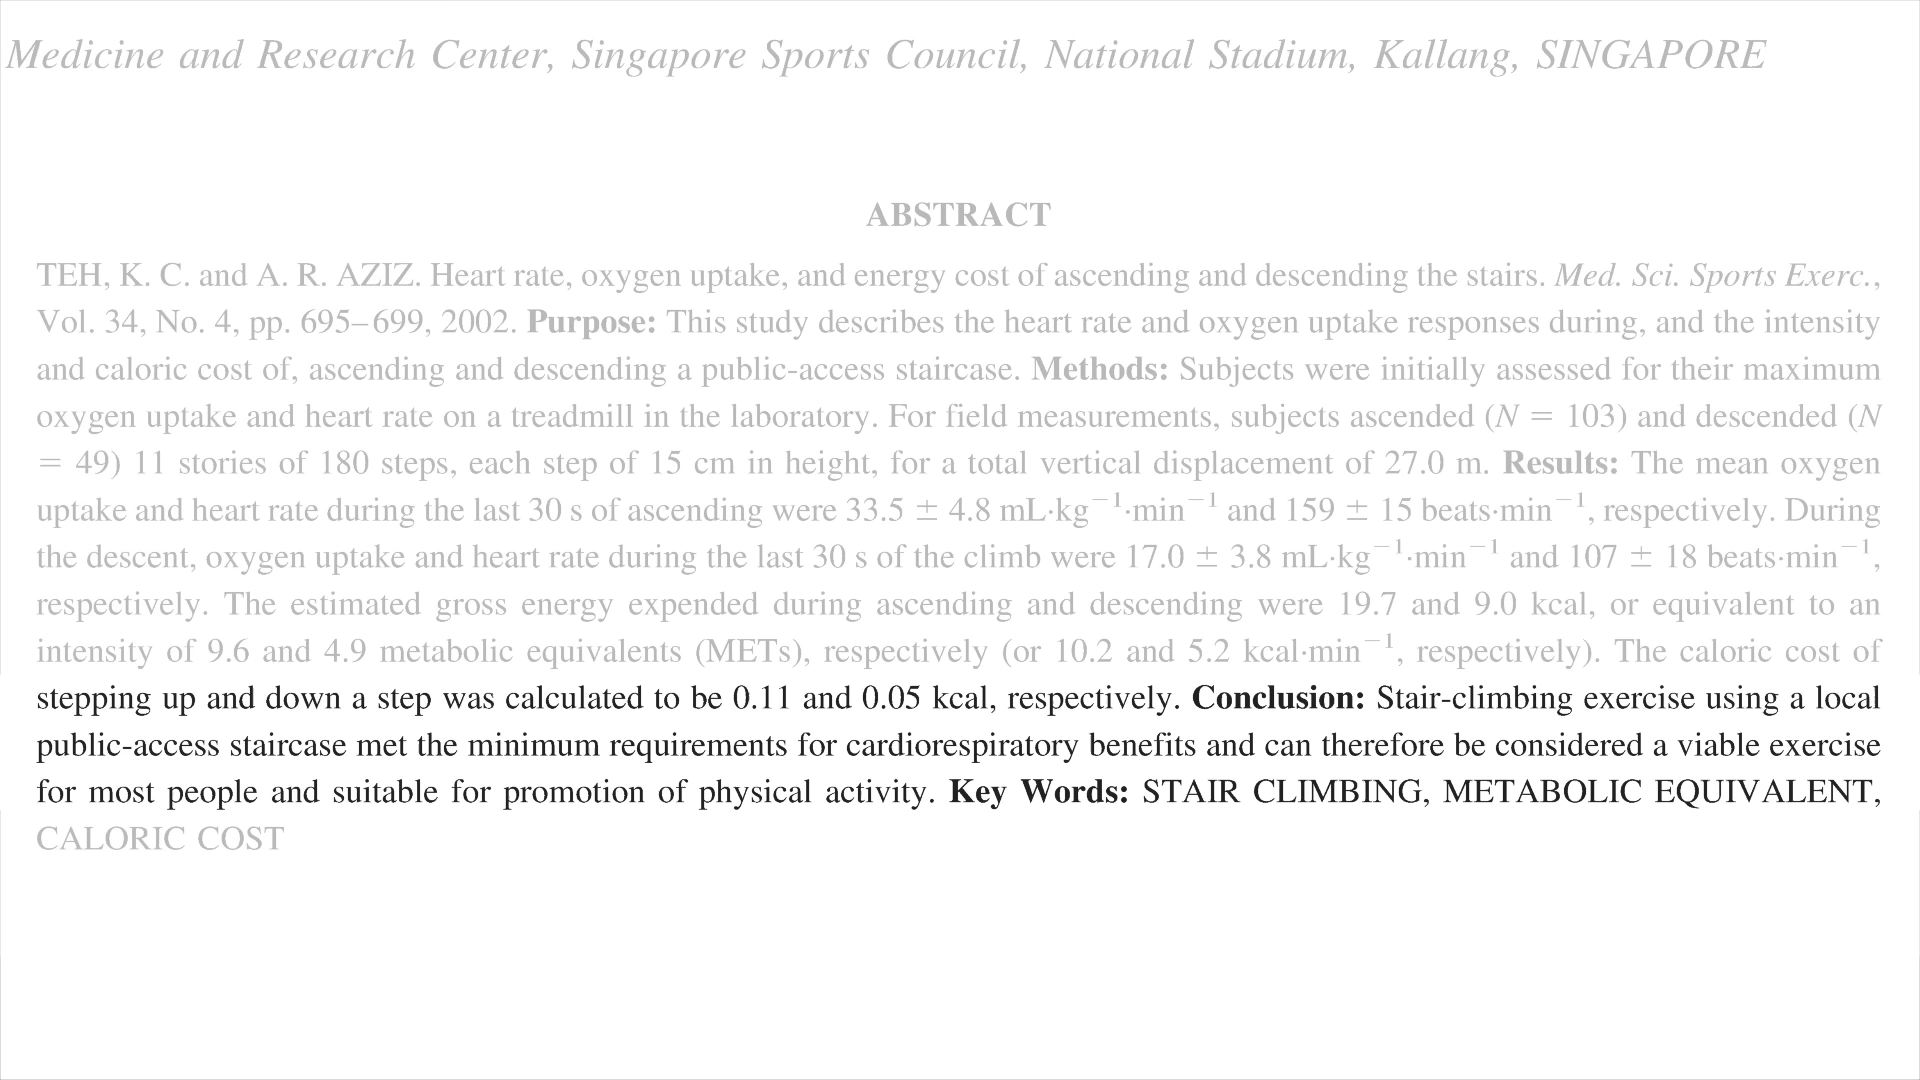 Medicine and Research Center, Singapore Sports Council, National Stadium, Kallang, SINGAPORE
ABSTRACT
TEH, K. C. and A. R. AZIZ. Heart rate, oxygen uptake, and energy cost of ascending and descending the stairs. Med. Sci. Sports Exerc.,
Vol. 34, No. 4, pp. 695–699, 2002. Purpose: This study describes the heart rate and oxygen uptake responses during, and the intensity
and caloric cost of, ascending and descending a public-access staircase. Methods: Subjects were initially assessed for their maximum
oxygen uptake and heart rate on a treadmill in the laboratory. For field measurements, subjects ascended (N = 103) and descended (N
= 49) 11 stories of 180 steps, each step of 15 cm in height, for a total vertical displacement of 27.0 m. Results: The mean oxygen
uptake and heart rate during the last 30 s of ascending were 33.5 ± 4.8 mL·kg⁻¹·min⁻¹ and 159 ± 15 beats·min⁻¹, respectively. During
the descent, oxygen uptake and heart rate during the last 30 s of the climb were 17.0 ± 3.8 mL·kg⁻¹·min⁻¹ and 107 ± 18 beats·min⁻¹,
respectively. The estimated gross energy expended during ascending and descending were 19.7 and 9.0 kcal, or equivalent to an
intensity of 9.6 and 4.9 metabolic equivalents (METs), respectively (or 10.2 and 5.2 kcal·min⁻¹, respectively). The caloric cost of
stepping up and down a step was calculated to be 0.11 and 0.05 kcal, respectively. Conclusion: Stair-climbing exercise using a local
public-access staircase met the minimum requirements for cardiorespiratory benefits and can therefore be considered a viable exercise
for most people and suitable for promotion of physical activity. Key Words: STAIR CLIMBING, METABOLIC EQUIVALENT,
CALORIC COST